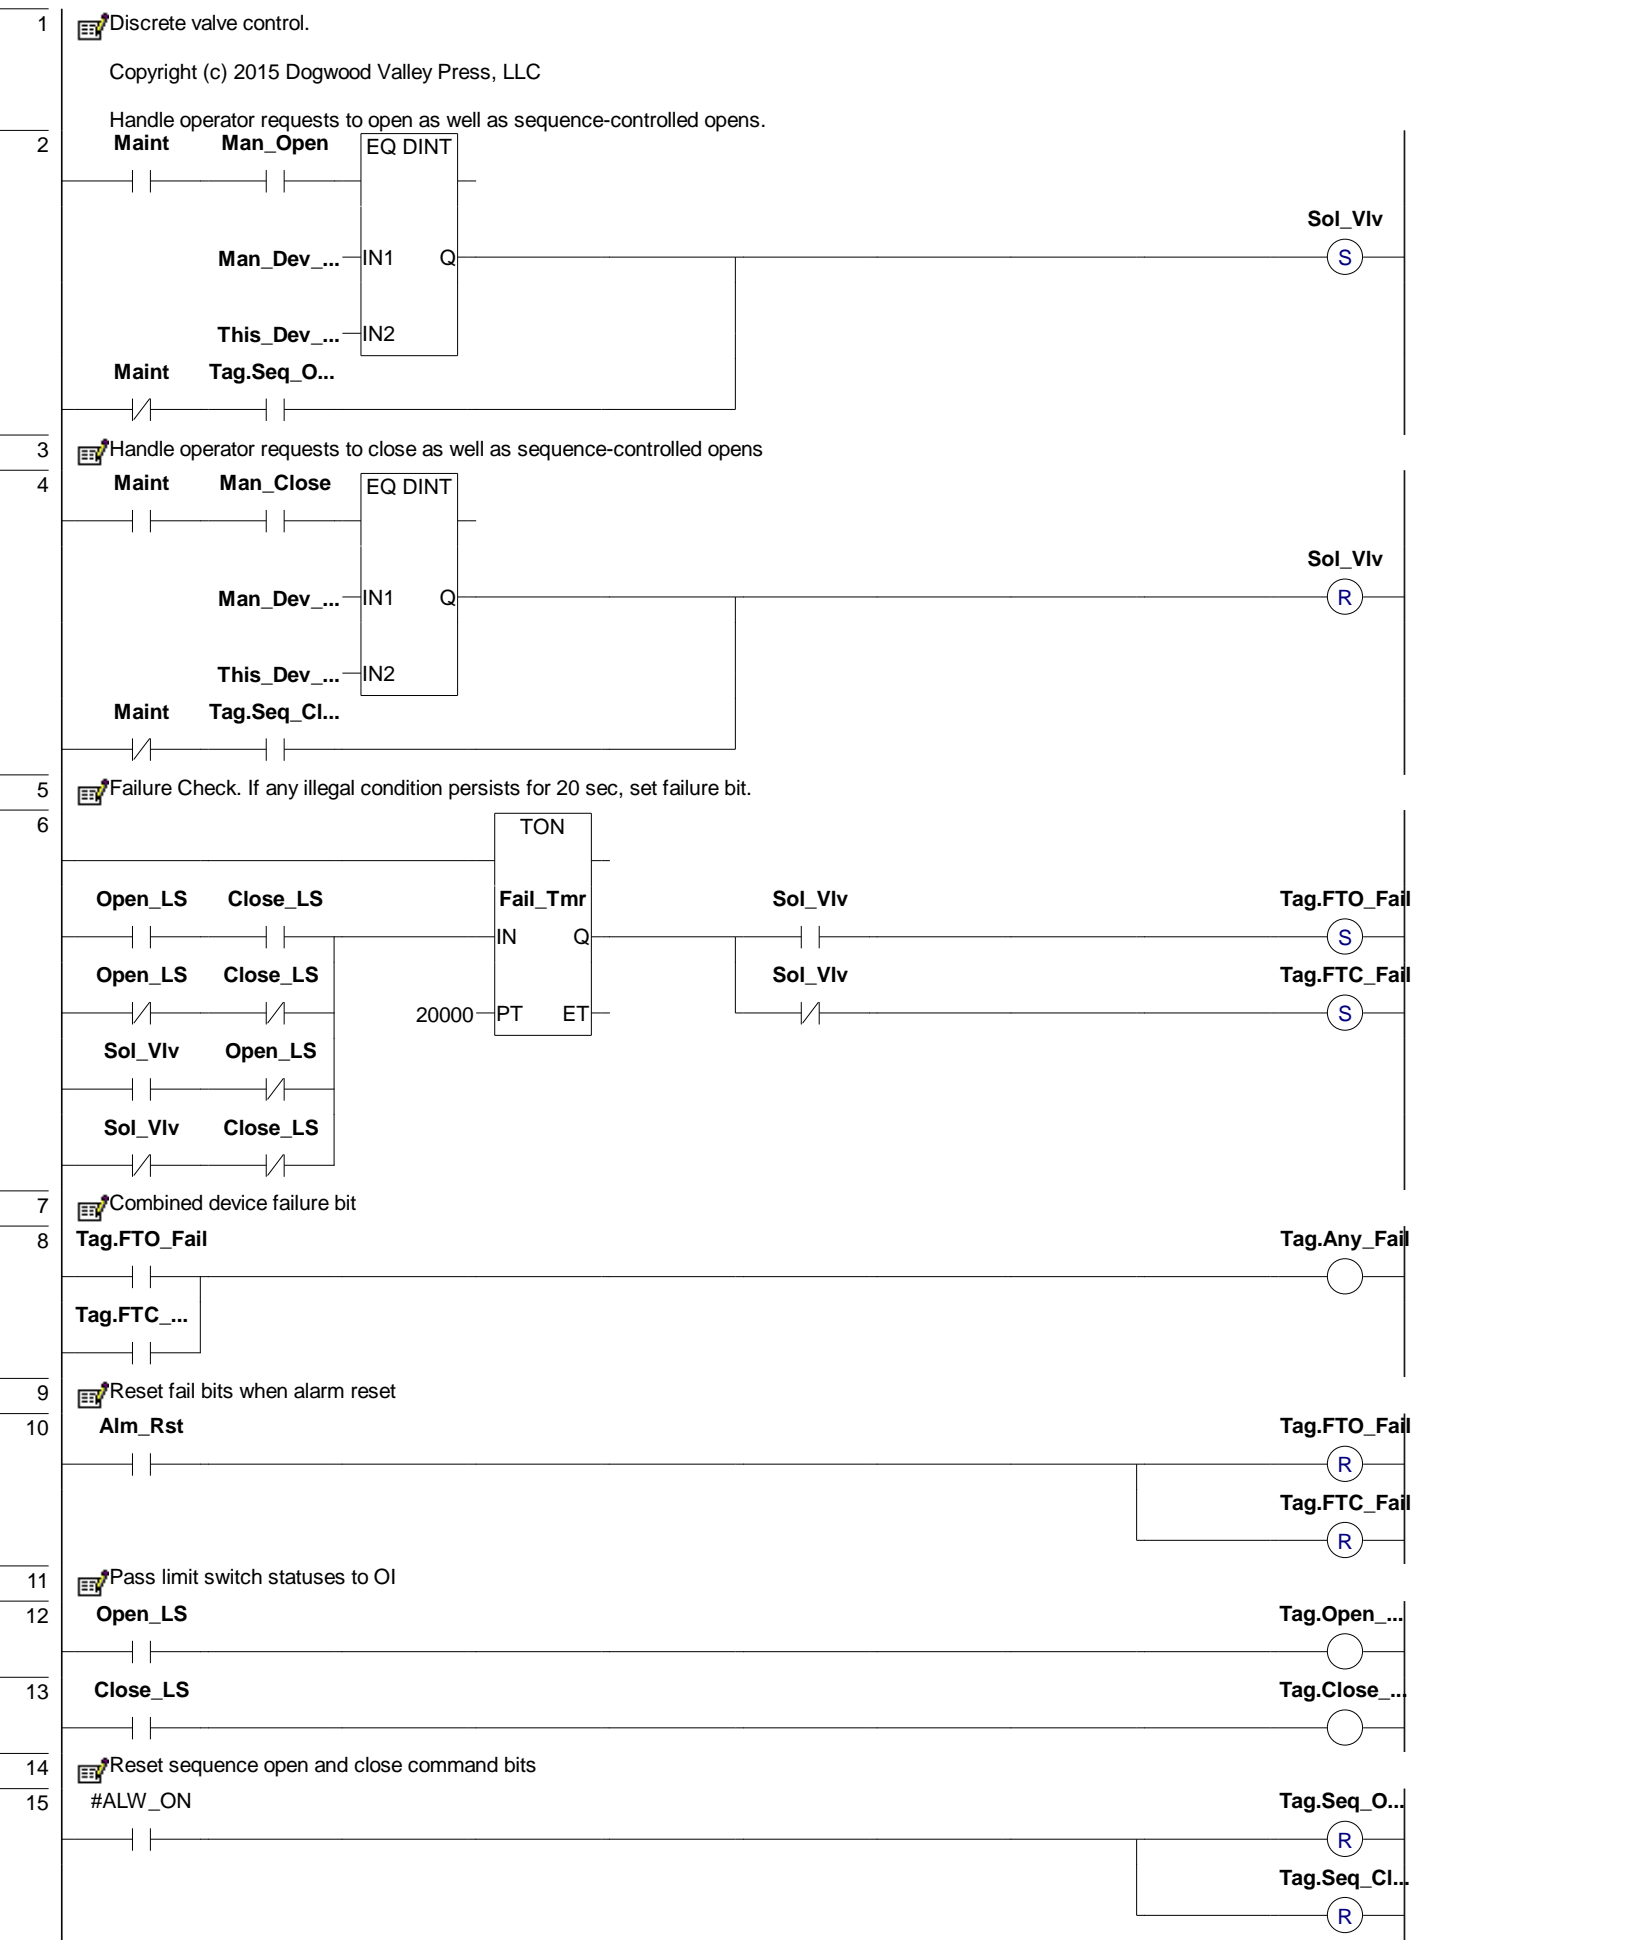 1
Discrete valve control.
Copyright (c) 2015 Dogwood Valley Press, LLC
Handle operator requests to open as well as sequence-controlled opens.
2
Maint Man_Open EQ DINT
Sol_Vlv
Man_Dev_... IN1 Q S
This_Dev_... IN2
Maint Tag.Seq_O...
3
Handle operator requests to close as well as sequence-controlled opens
4
Maint Man_Close EQ DINT
Sol_Vlv
Man_Dev_... IN1 Q R
This_Dev_... IN2
Maint Tag.Seq_Cl...
5
Failure Check. If any illegal condition persists for 20 sec, set failure bit.
6
TON
Open_LS Close_LS Fail_Tmr Sol_Vlv Tag.FTO_Fail
IN Q S
Open_LS Close_LS Sol_Vlv Tag.FTC_Fail
20000 PT ET S
Sol_Vlv Open_LS
Sol_Vlv Close_LS
7
Combined device failure bit
8
Tag.FTO_Fail Tag.Any_Fail
Tag.FTC_...
9
Reset fail bits when alarm reset
10
Alm_Rst Tag.FTO_Fail
R
Tag.FTC_Fail
R
11
Pass limit switch statuses to OI
12
Open_LS Tag.Open_...
13
Close_LS Tag.Close_...
14
Reset sequence open and close command bits
15
#ALW_ON Tag.Seq_O...
R
Tag.Seq_Cl...
R